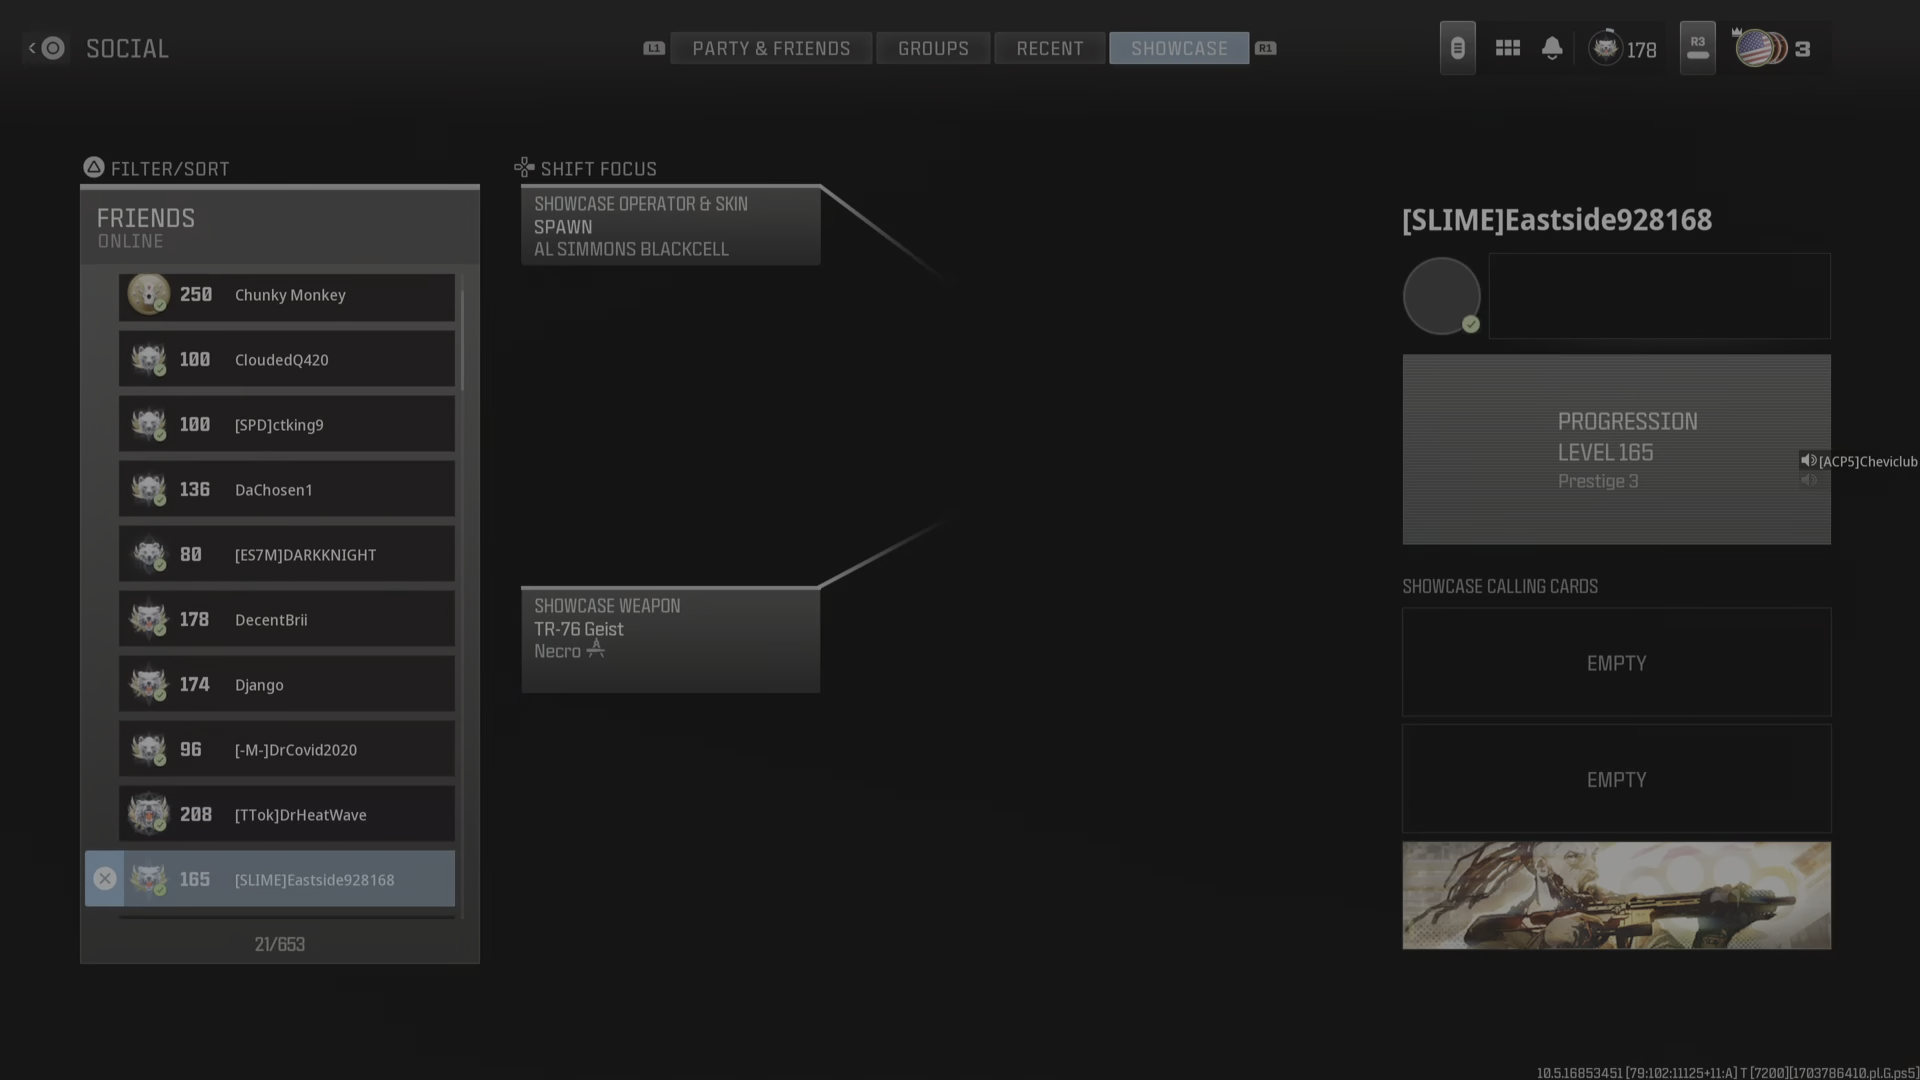 SOCIAL
L1
PARTY & FRIENDS
GROUPS
RECENT
SHOWCASE
R1
178
R3
3
FILTER/SORT
FRIENDS
ONLINE
250 Chunky Monkey
100 CloudedQ420
100 [SPD]ctking9
136 DaChosen1
80 [ES7M]DARKKNIGHT
178 DecentBrii
174 Django
96 [-M-]DrCovid2020
208 [TTok]DrHeatWave
165 [SLIME]Eastside928168
21/653
SHIFT FOCUS
SHOWCASE OPERATOR & SKIN
SPAWN
AL SIMMONS BLACKCELL
SHOWCASE WEAPON
TR-76 Geist
Necro
[SLIME]Eastside928168
PROGRESSION
LEVEL 165
Prestige 3
[ACP5]Cheviclub
SHOWCASE CALLING CARDS
EMPTY
EMPTY
10.5.16853451 [79:102:11125+11:A] T [7200][1703786410.pl.G.ps5]